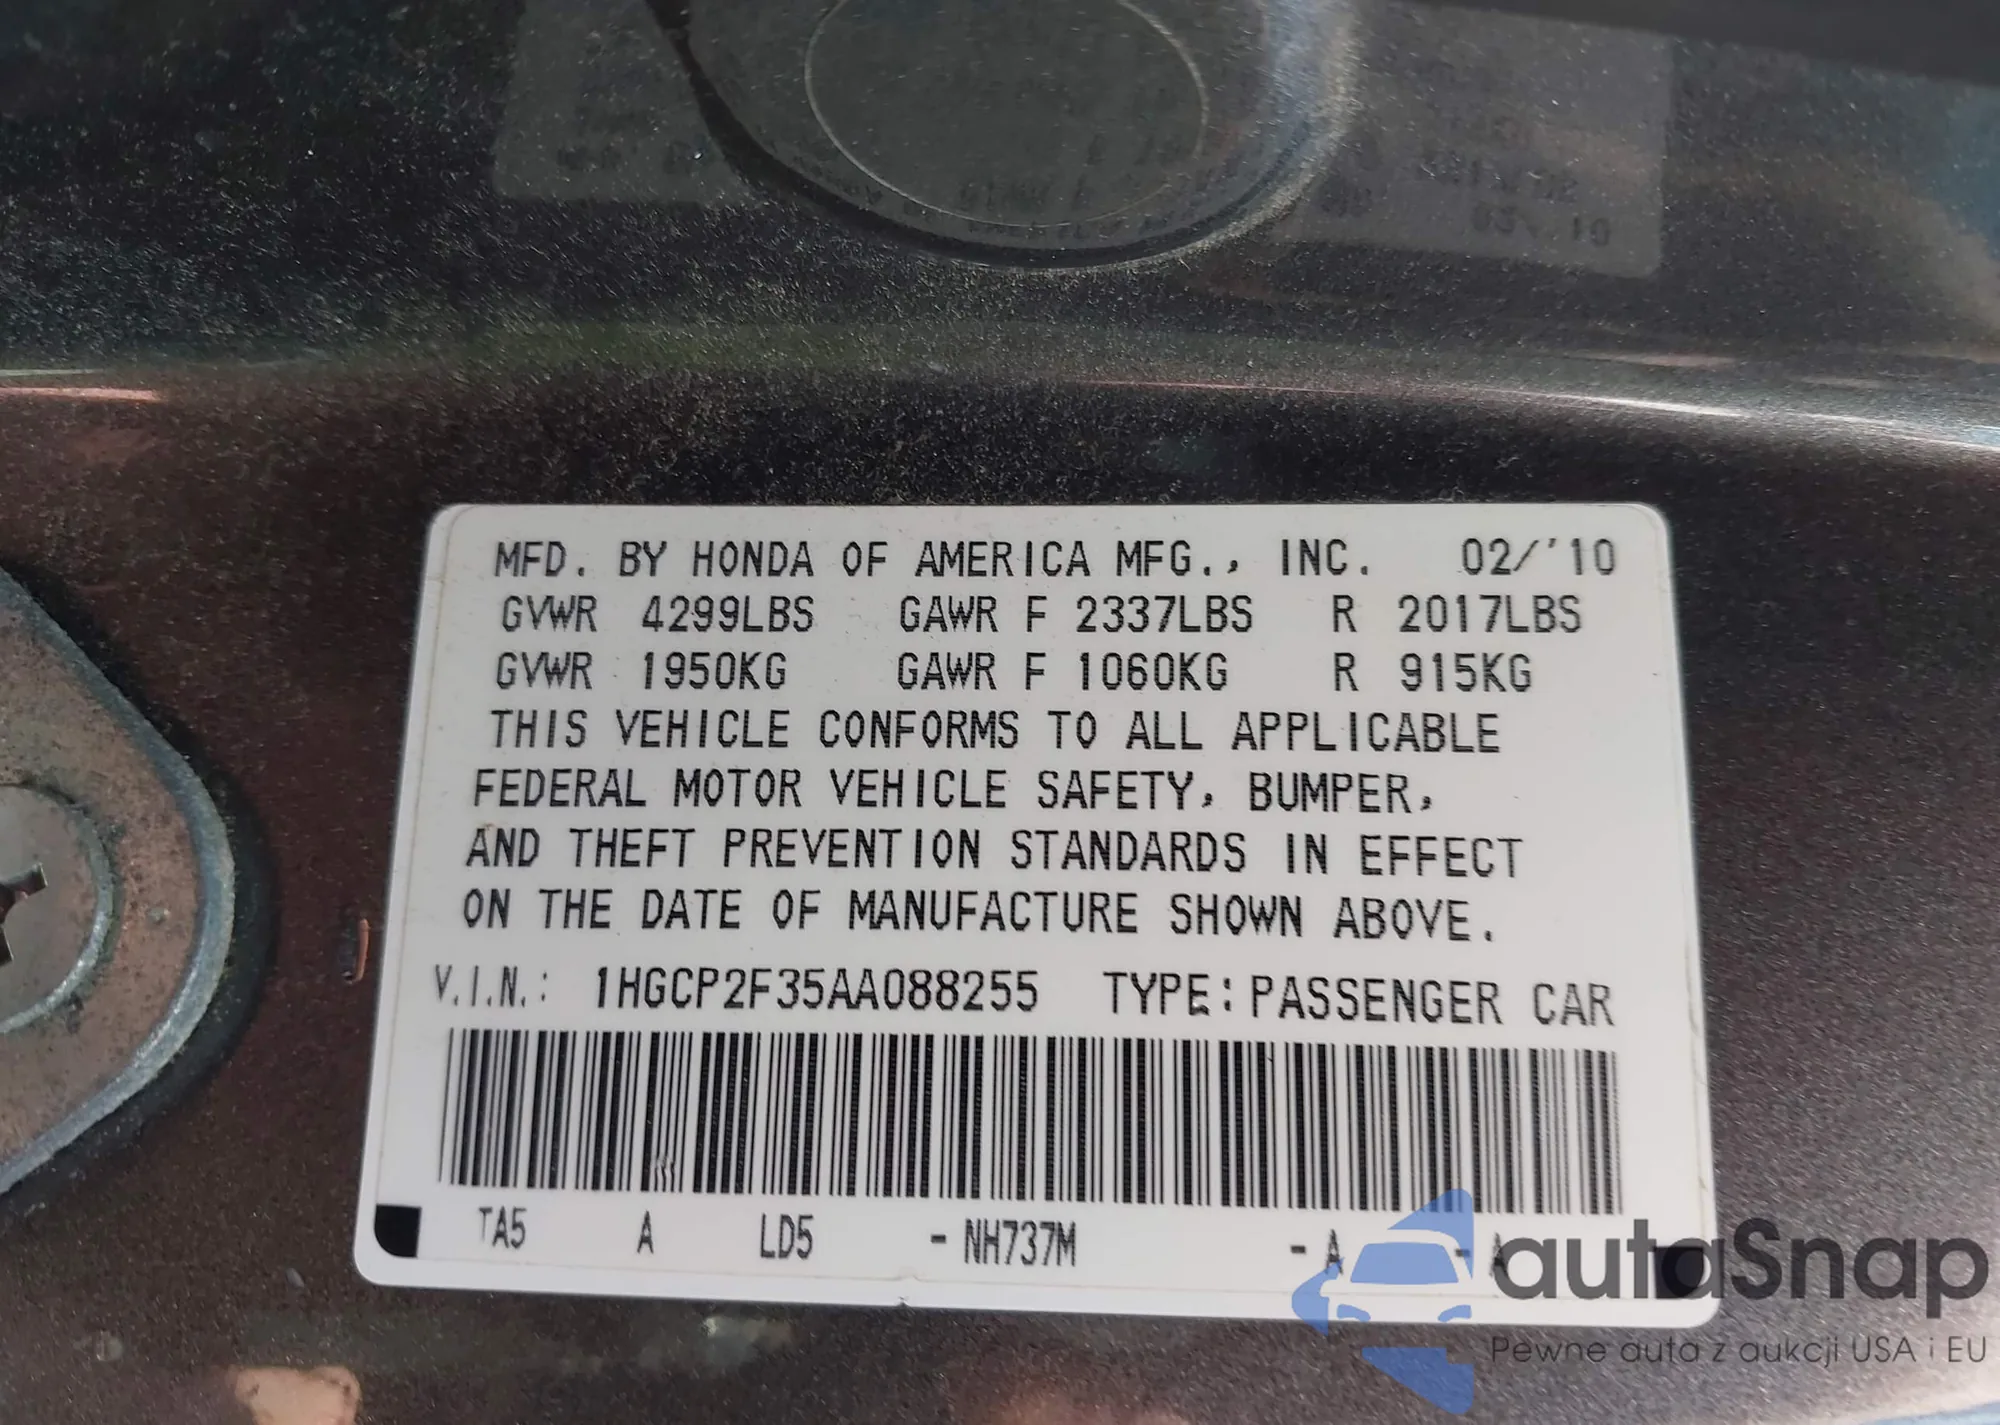 MFD. BY HONDA OF AMERICA MFG., INC. 02/'10
GVWR 4299LBS GAWR F 2337LBS R 2017LBS
GVWR 1950KG GAWR F 1060KG R 915KG
THIS VEHICLE CONFORMS TO ALL APPLICABLE
FEDERAL MOTOR VEHICLE SAFETY, BUMPER,
AND THEFT PREVENTION STANDARDS IN EFFECT
ON THE DATE OF MANUFACTURE SHOWN ABOVE.
V.I.N.: 1HGCP2F35AA088255 TYPE: PASSENGER CAR
TA5 A LD5 - NH737M - A - A
autaSnap
Pewne auta z aukcji USA i EU